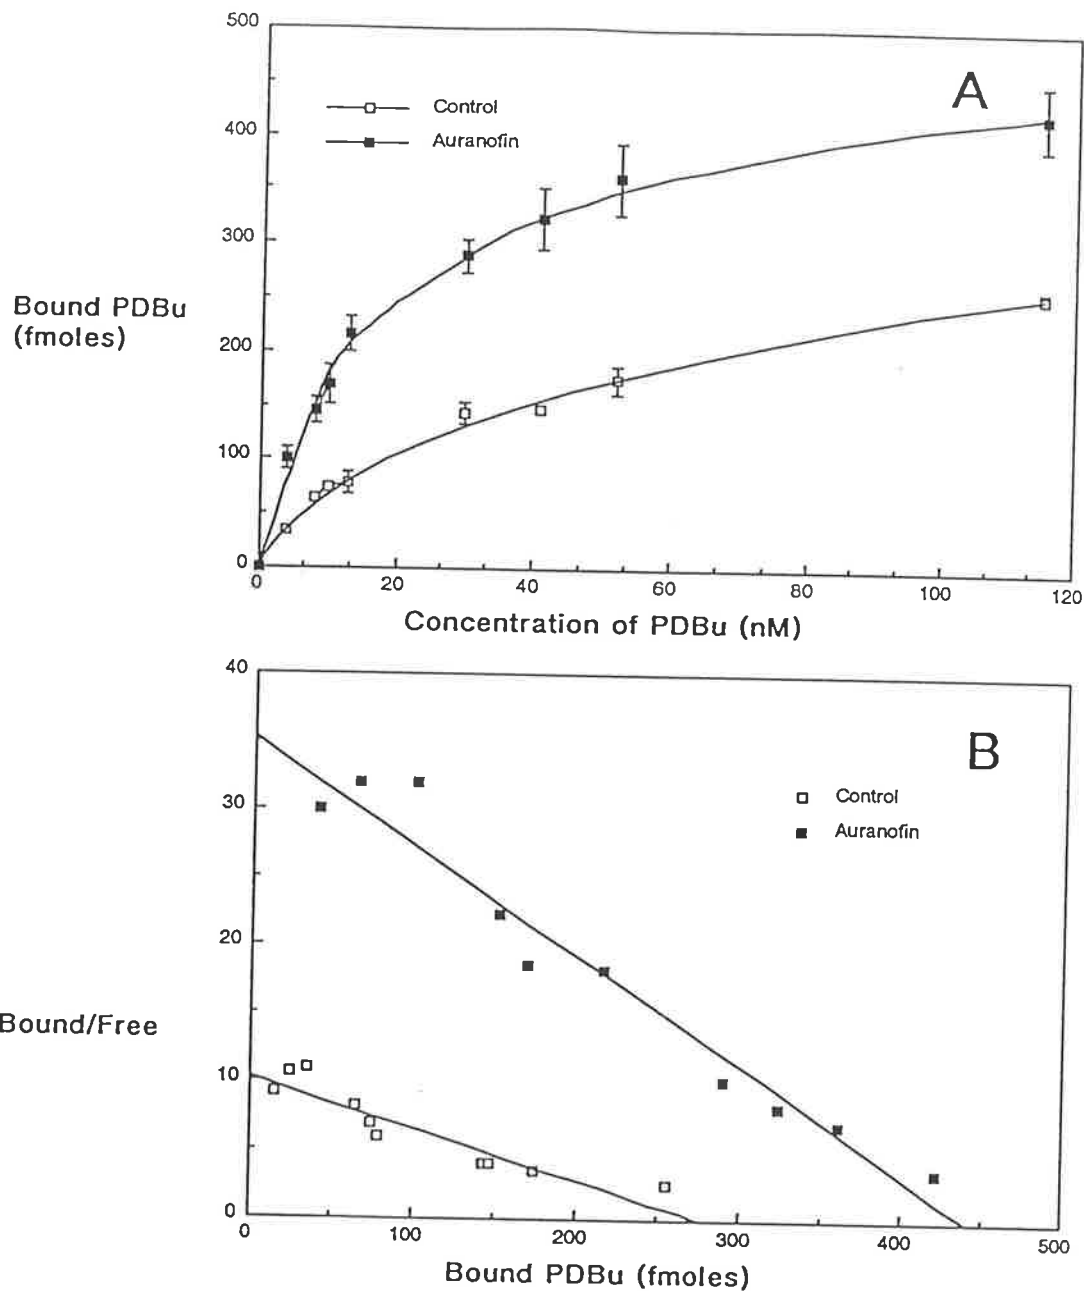 500
A
Control
400
Auranofin
300
Bound PDBu
(fmoles)
200
100
0
0 20 40 60 80 100 120
Concentration of PDBu (nM)
40
B
Control
30
Auranofin
20
Bound/Free
10
0
0 100 200 300 400 500
Bound PDBu (fmoles)